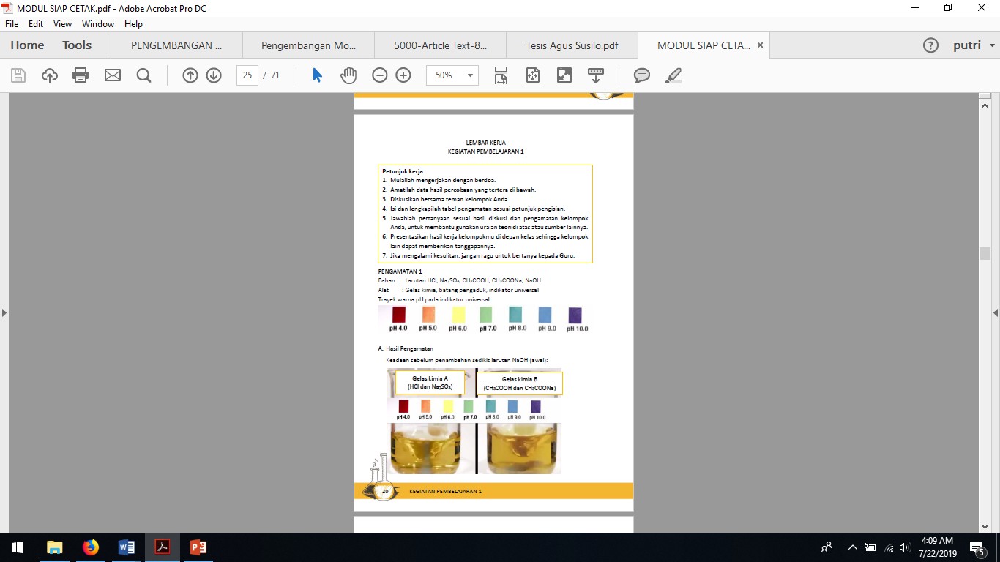 MODUL SIAP CETAK.pdf - Adobe Acrobat Pro DC
File Edit View Window Help
Home Tools PENGEMBANGAN ... Pengembangan Mo... 5000-Article Text-8... Tesis Agus Susilo.pdf MODUL SIAP CETA... putri
25 / 71 50%
LEMBAR KERJA
KEGIATAN PEMBELAJARAN 1
Petunjuk kerja:
1. Mulailah mengerjakan dengan berdoa.
2. Amatilah data hasil percobaan yang tertera di bawah.
3. Diskusikan bersama teman kelompok Anda.
4. Isi dan lengkapilah tabel pengamatan sesuai petunjuk pengisian.
5. Jawablah pertanyaan sesuai hasil diskusi dan pengamatan kelompok
Anda, untuk membantu gunakan uraian teori di atas atau sumber lainnya.
6. Presentasikan hasil kerja kelompokmu di depan kelas sehingga kelompok
lain dapat memberikan tanggapannya.
7. Jika mengalami kesulitan, jangan ragu untuk bertanya kepada Guru.
PENGAMATAN 1
Bahan : Larutan HCl, Na₂SO₄, CH₃COOH, CH₃COONa, NaOH
Alat : Gelas kimia, batang pengaduk, indikator universal
Trayek warna pH pada indikator universal:
pH 4.0 pH 5.0 pH 6.0 pH 7.0 pH 8.0 pH 9.0 pH 10.0
A. Hasil Pengamatan
Keadaan sebelum penambahan sedikit larutan NaOH (awal):
Gelas kimia A
(HCl dan Na₂SO₄)
Gelas kimia B
(CH₃COOH dan CH₃COONa)
pH 4.0 pH 5.0 pH 6.0 pH 7.0 pH 8.0 pH 9.0 pH 10.0
20 KEGIATAN PEMBELAJARAN 1
4:09 AM
7/22/2019
5